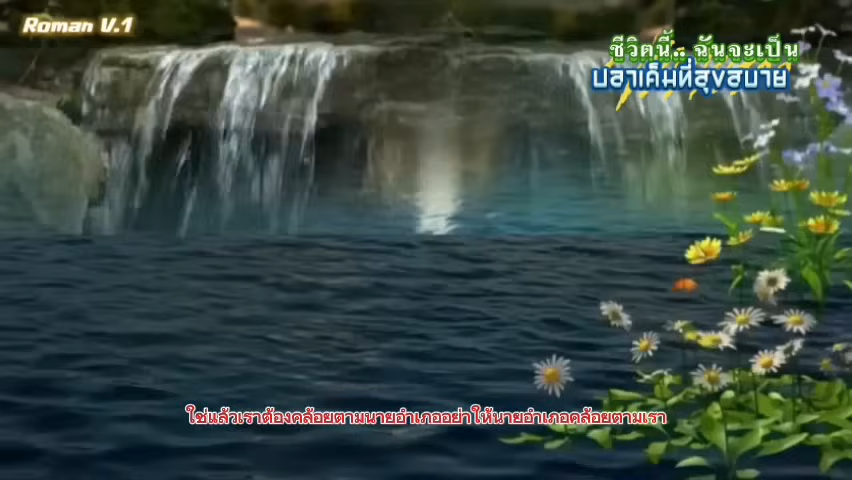 Roman V.1
ชีวิตนี้.. ฉันจะเป็น
ปลาเค็มที่สุขสบาย
ใช่แล้วเราต้องคล้อยตามนายอำเภออย่าให้นายอำเภอคล้อยตามเรา